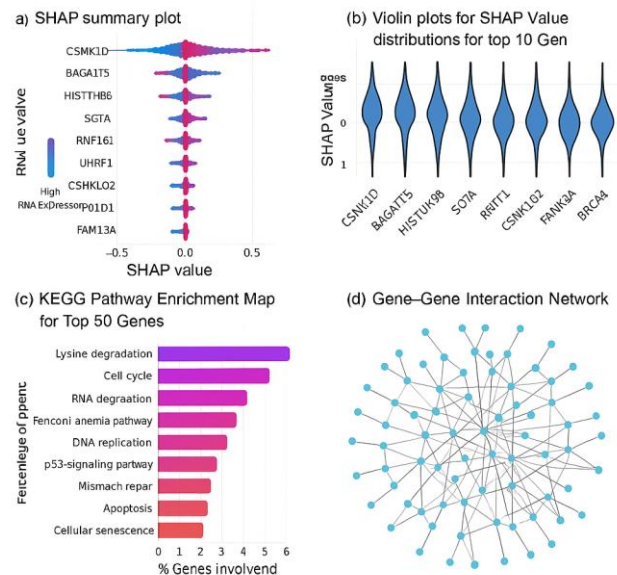 a) SHAP summary plot
CSMK1D
BAGA1T5
HISTTHB6
SGTA
RNF161
UHRF1
CSHKLO2
P01D1
FAM13A
RNNl ue valve
High
RNA ExDressor
−0.5 0.0 0.5
SHAP value
(b) Violin plots for SHAP Value
distributions for top 10 Gen
SHAP Value
0
1
CSNK1D BAGATT5 HISTUK9B SO7A RNTT1 CSNK1O2 FANK9A BRCA4
(c) KEGG Pathway Enrichment Map
for Top 50 Genes
Fercenleye of ppenc
Lysine degradation
Cell cycle
RNA degraation
Fenconi anemia pathway
DNA replication
p53-signaling partway
Mismach repar
Apoptosis
Cellular senescence
0 1 2 3 4 5 6
% Genes involvend
(d) Gene–Gene Interaction Network